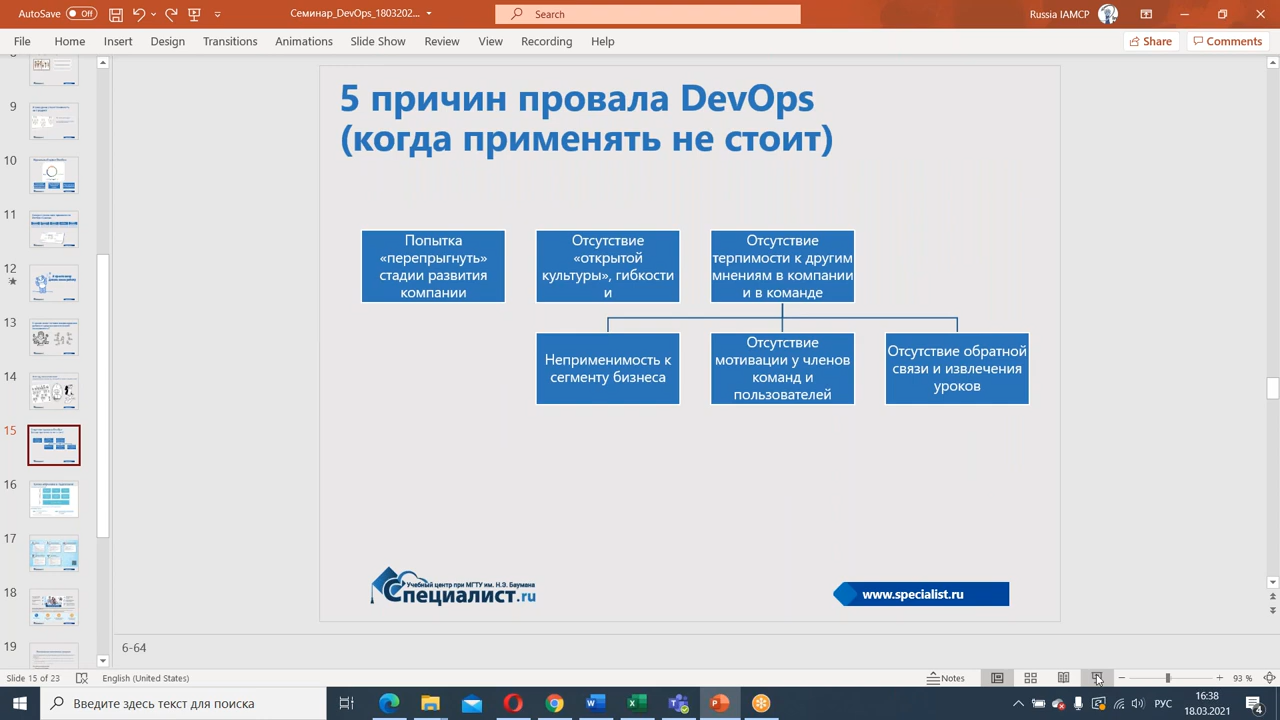 AutoSave Off
Семинар_DevOps_1803202...
Search
Russia IAMCP
File Home Insert Design Transitions Animations Slide Show Review View Recording Help
Share Comments
5 причин провала DevOps
(когда применять не стоит)
Попытка
«перепрыгнуть»
стадии развития
компании
Отсутствие
«открытой
культуры», гибкости
и
Отсутствие
терпимости к другим
мнениям в компании
и в команде
Неприменимость к
сегменту бизнеса
Отсутствие
мотивации у членов
команд и
пользователей
Отсутствие обратной
связи и извлечения
уроков
Учебный центр при МГТУ им. Н.Э. Баумана
Специалист.ru
www.specialist.ru
9
10
11
12
13
14
15
16
17
18
19
6-64
Slide 15 of 23
English (United States)
Notes
93 %
Введите здесь текст для поиска
РУС
16:38
18.03.2021
4